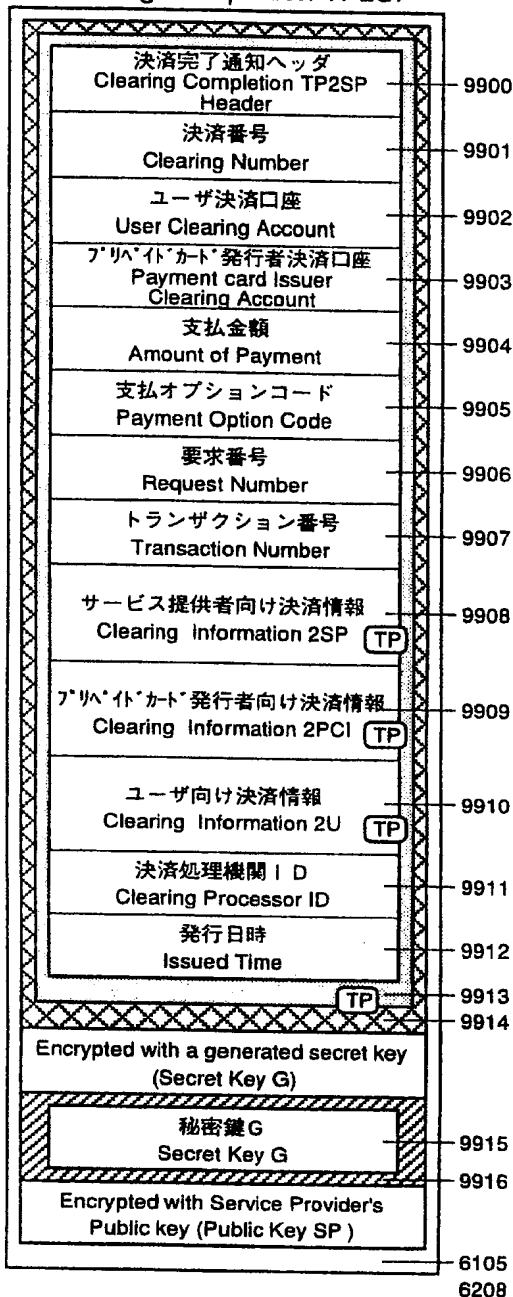 決済完了通知ヘッダ
Clearing Completion TP2SP
Header
9900
決済番号
Clearing Number
9901
ユーザ決済口座
User Clearing Account
9902
プリペイドカード発行者決済口座
Payment card Issuer
Clearing Account
9903
支払金額
Amount of Payment
9904
支払オプションコード
Payment Option Code
9905
要求番号
Request Number
9906
トランザクション番号
Transaction Number
9907
サービス提供者向け決済情報
Clearing Information 2SP
TP
9908
プリペイドカード発行者向け決済情報
Clearing Information 2PCI
TP
9909
ユーザ向け決済情報
Clearing Information 2U
TP
9910
決済処理機関ID
Clearing Processor ID
9911
発行日時
Issued Time
9912
TP
9913
9914
Encrypted with a generated secret key
(Secret Key G)
秘密鍵G
Secret Key G
9915
9916
Encrypted with Service Provider's
Public key (Public Key SP )
6105
6208